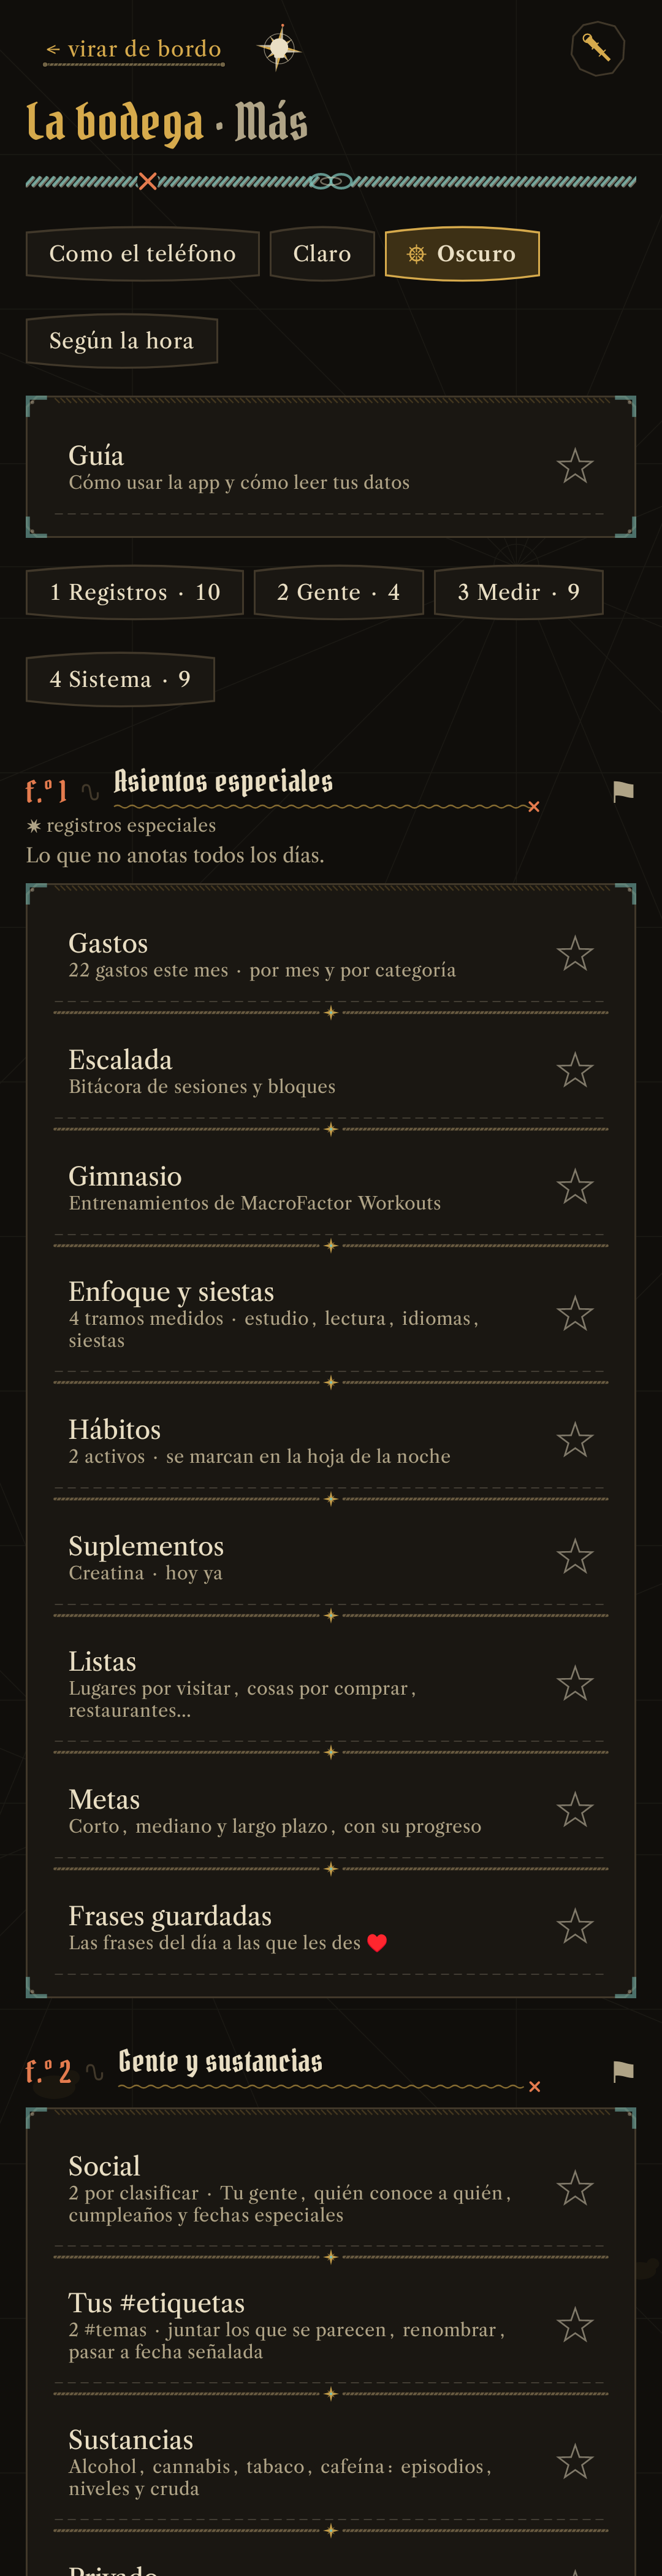 ← virar de bordo
La bodega · Más
Como el teléfono
Claro
Oscuro
Según la hora
Guía
Cómo usar la app y cómo leer tus datos
1 Registros · 10
2 Gente · 4
3 Medir · 9
4 Sistema · 9
f.º 1
Asientos especiales
✷ registros especiales
Lo que no anotas todos los días.
Gastos
22 gastos este mes · por mes y por categoría
Escalada
Bitácora de sesiones y bloques
Gimnasio
Entrenamientos de MacroFactor Workouts
Enfoque y siestas
4 tramos medidos · estudio, lectura, idiomas,
siestas
Hábitos
2 activos · se marcan en la hoja de la noche
Suplementos
Creatina · hoy ya
Listas
Lugares por visitar, cosas por comprar,
restaurantes...
Metas
Corto, mediano y largo plazo, con su progreso
Frases guardadas
Las frases del día a las que les des ❤️
f.º 2
Gente y sustancias
Social
2 por clasificar · Tu gente, quién conoce a quién,
cumpleaños y fechas especiales
Tus #etiquetas
2 #temas · juntar los que se parecen, renombrar,
pasar a fecha señalada
Sustancias
Alcohol, cannabis, tabaco, cafeína: episodios,
niveles y cruda
Privado